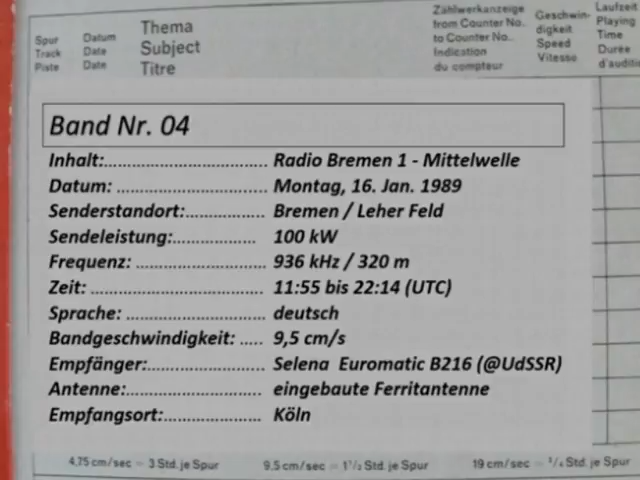 Spur Datum Thema Zählwerkanzeige Geschwin- Laufzeit
Track Date Subject from Counter No. digkeit Playing
Piste Date Titre to Counter No. Speed Time
Indication Vitesse Durée
du compteur d'auditi
Band Nr. 04
Inhalt:.............................. Radio Bremen 1 - Mittelwelle
Datum: ........................... Montag, 16. Jan. 1989
Senderstandort:............... Bremen / Leher Feld
Sendeleistung:............... 100 kW
Frequenz: ........................ 936 kHz / 320 m
Zeit: ................................ 11:55 bis 22:14 (UTC)
Sprache: .......................... deutsch
Bandgeschwindigkeit: ..... 9,5 cm/s
Empfänger:...................... Selena Euromatic B216 (@UdSSR)
Antenne:......................... eingebaute Ferritantenne
Empfangsort:.................. Köln
4,75 cm/sec = 3 Std. je Spur 9,5 cm/sec = 1½ Std. je Spur 19 cm/sec = ¾ Std. je Spur